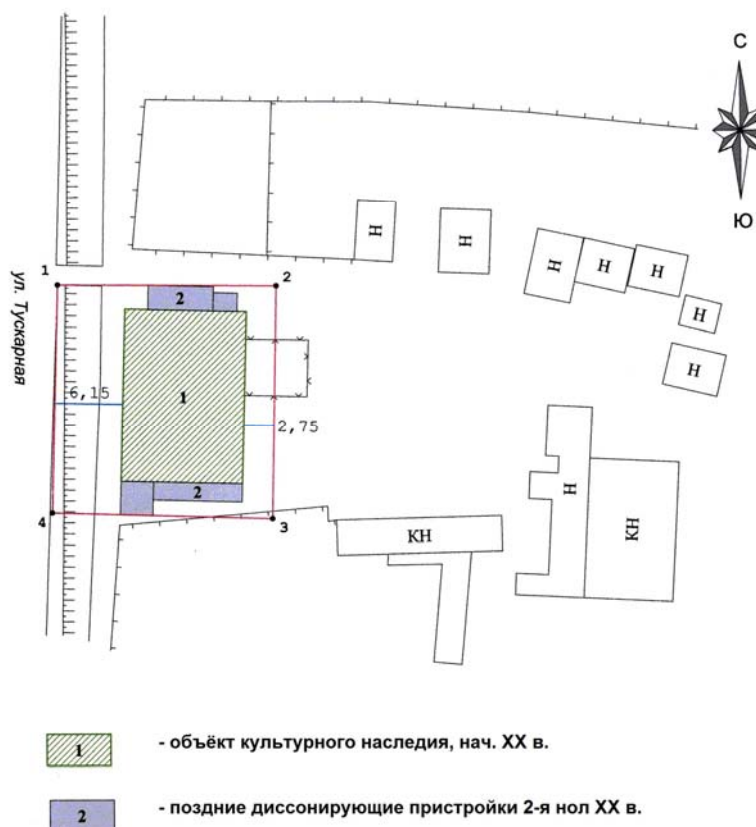 С
Ю
Н
Н
Н
Н
Н
Н
Н
1
2
ул. Тускарная
2
1
6,15
2,75
2
4
3
КН
Н
КН
1
- объёкт культурного наследия, нач. XX в.
2
- поздние диссонирующие пристройки 2-я нол XX в.